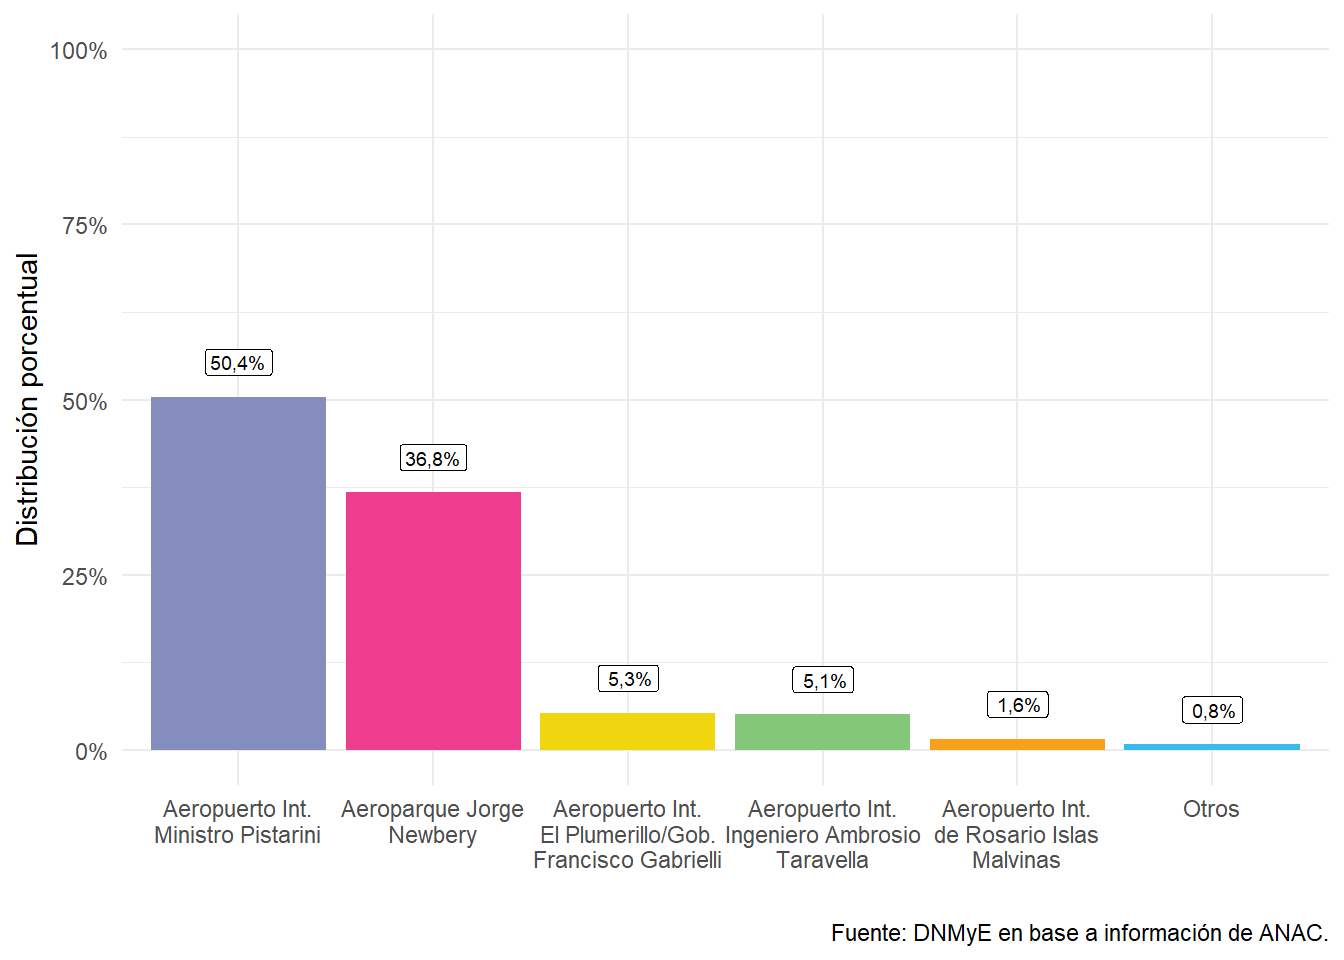 100%
75%
50%
25%
0%
Distribución porcentual
50,4%
36,8%
5,3%
5,1%
1,6%
0,8%
Aeropuerto Int.
Ministro Pistarini
Aeroparque Jorge
Newbery
Aeropuerto Int.
El Plumerillo/Gob.
Francisco Gabrielli
Aeropuerto Int.
Ingeniero Ambrosio
Taravella
Aeropuerto Int.
de Rosario Islas
Malvinas
Otros
Fuente: DNMyE en base a información de ANAC.